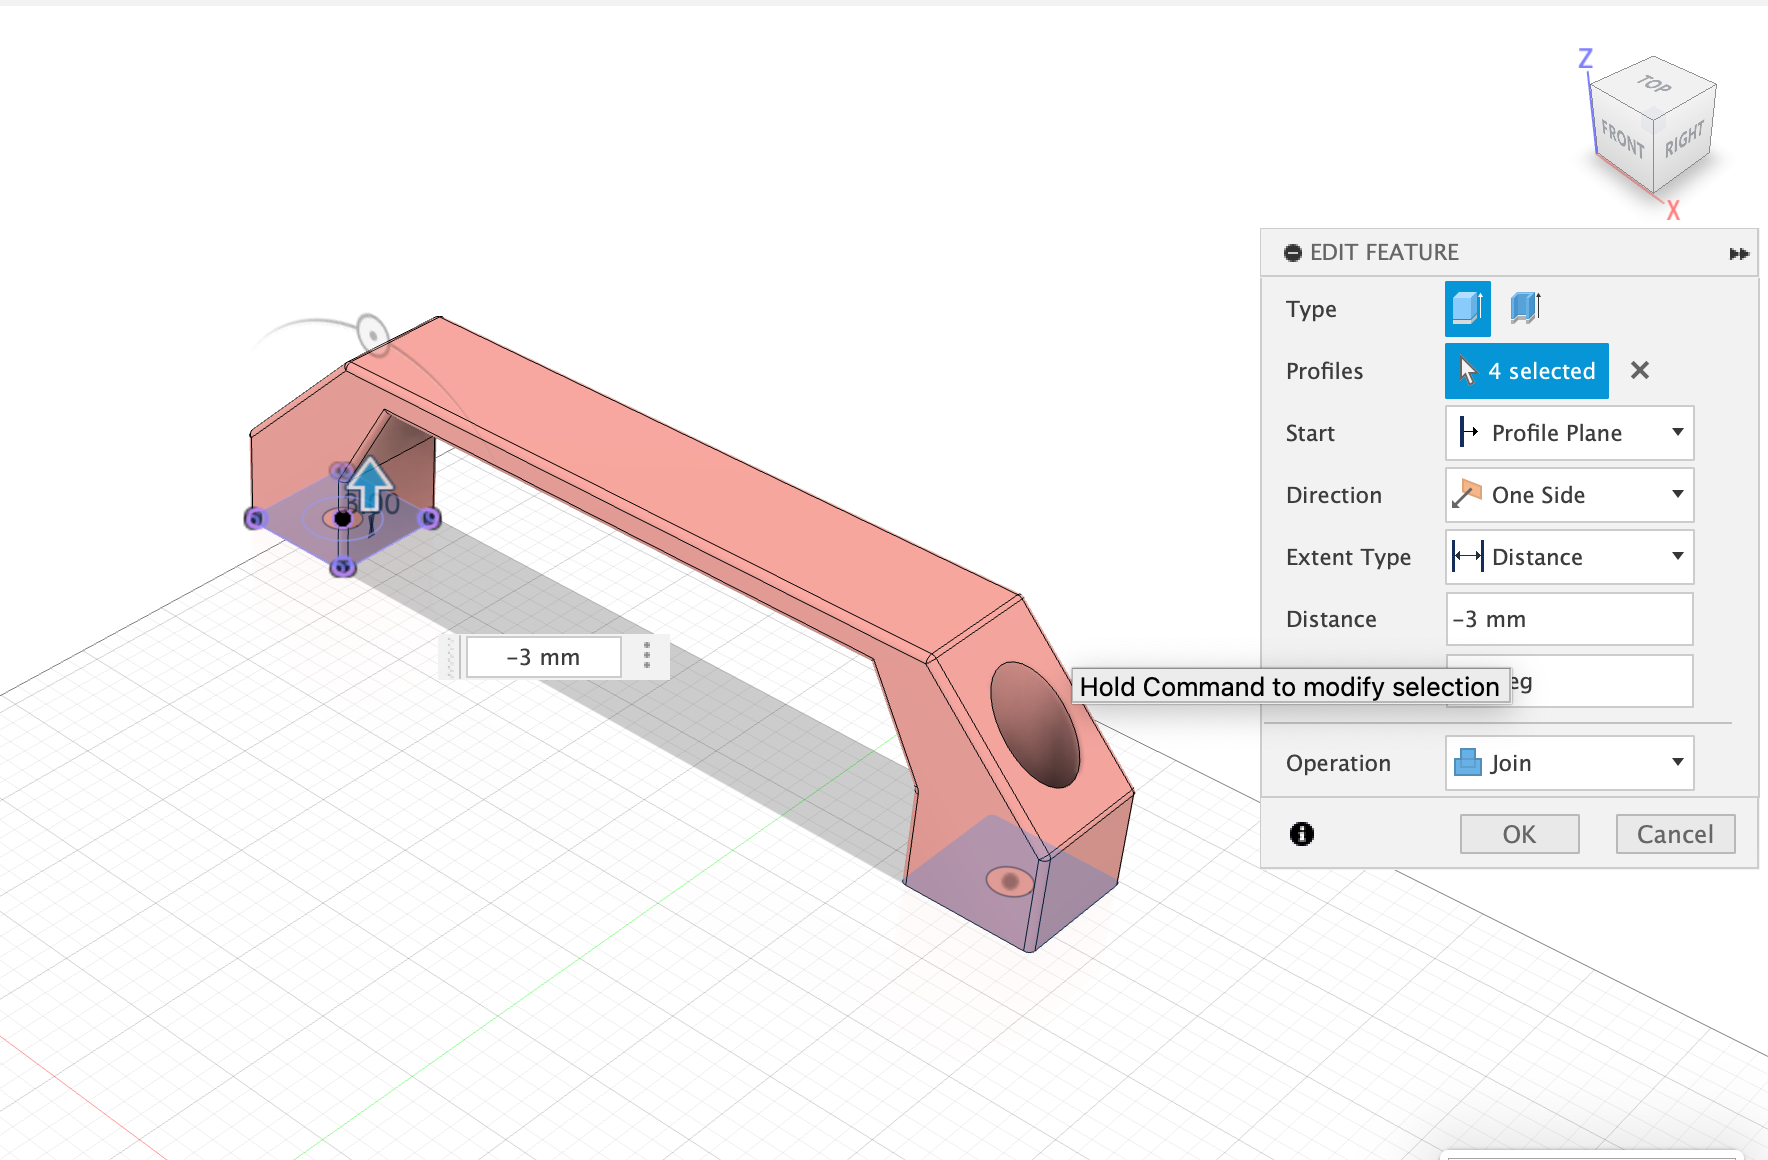 Z
TOP
FRONT
RIGHT
X
EDIT FEATURE
Type
Profiles
4 selected
Start
Profile Plane
Direction
One Side
Extent Type
Distance
Distance
-3 mm
-3 mm
Hold Command to modify selection
Operation
Join
OK
Cancel